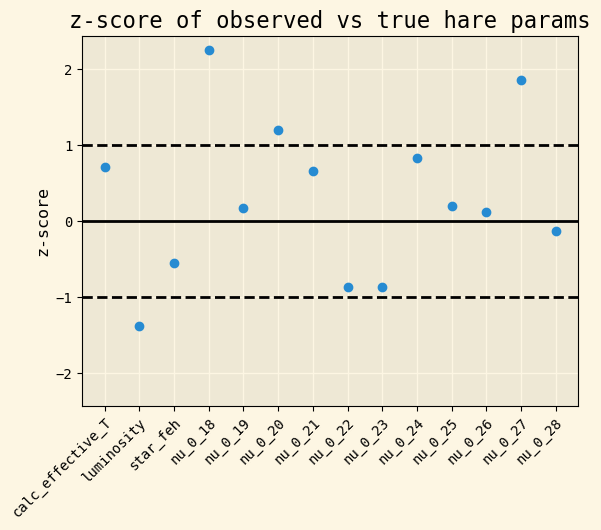 z-score of observed vs true hare params
z-score
2
1
0
−1
−2
calc_effective_T
luminosity
star_feh
nu_0_18
nu_0_19
nu_0_20
nu_0_21
nu_0_22
nu_0_23
nu_0_24
nu_0_25
nu_0_26
nu_0_27
nu_0_28